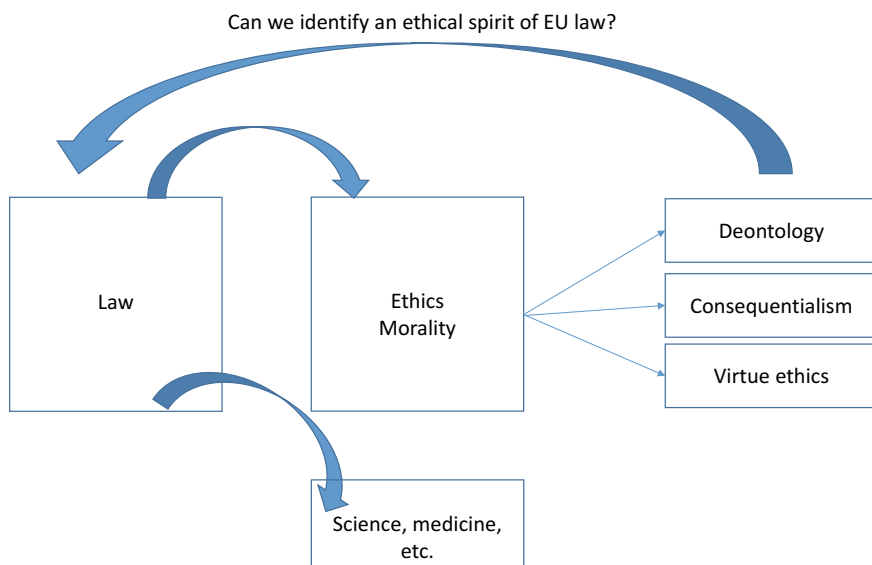 Can we identify an ethical spirit of EU law?
Law
Ethics
Morality
Deontology
Consequentialism
Virtue ethics
Science, medicine,
etc.